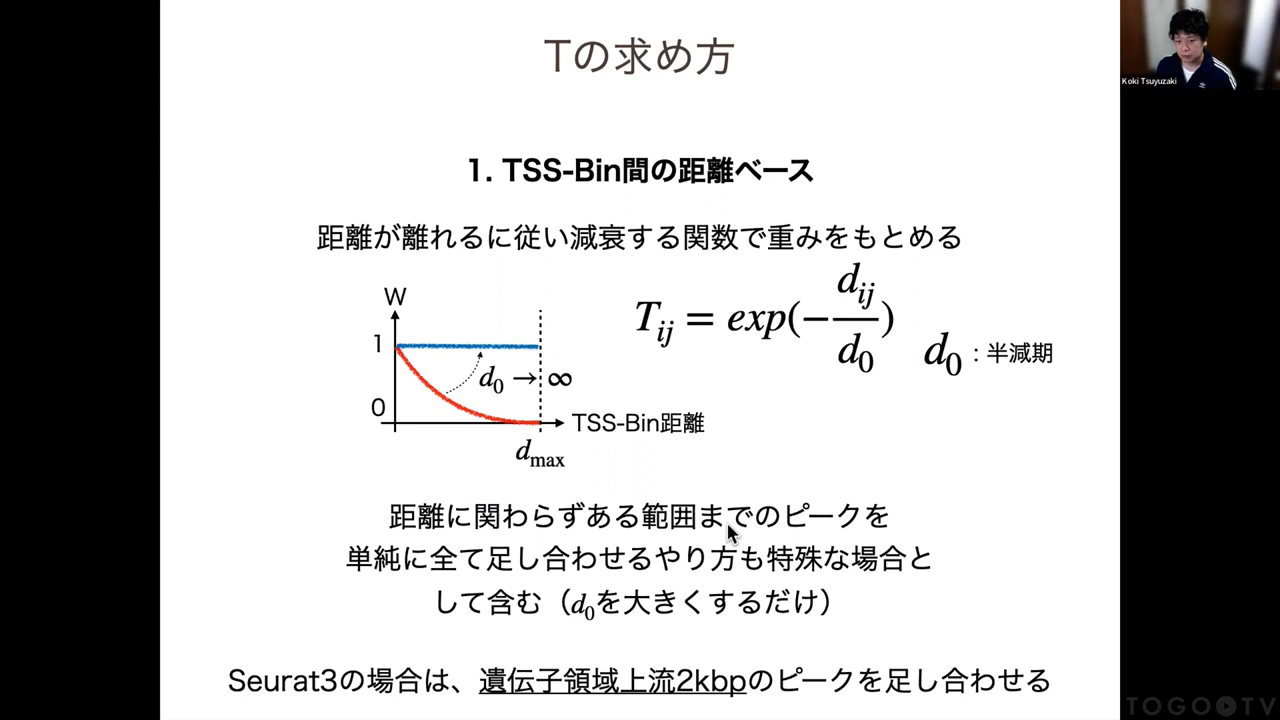 Tの求め方
Koki Tsuyuzaki
1. TSS-Bin間の距離ベース
距離が離れるに従い減衰する関数で重みをもとめる
W
1
0
d₀ → ∞
TSS-Bin距離
d_max
T_ij = exp(-d_ij/d₀)
d₀：半減期
距離に関わらずある範囲までのピークを
単純に全て足し合わせるやり方も特殊な場合と
して含む（d₀を大きくするだけ）
Seurat3の場合は、遺伝子領域上流2kbpのピークを足し合わせる
TOGOTV